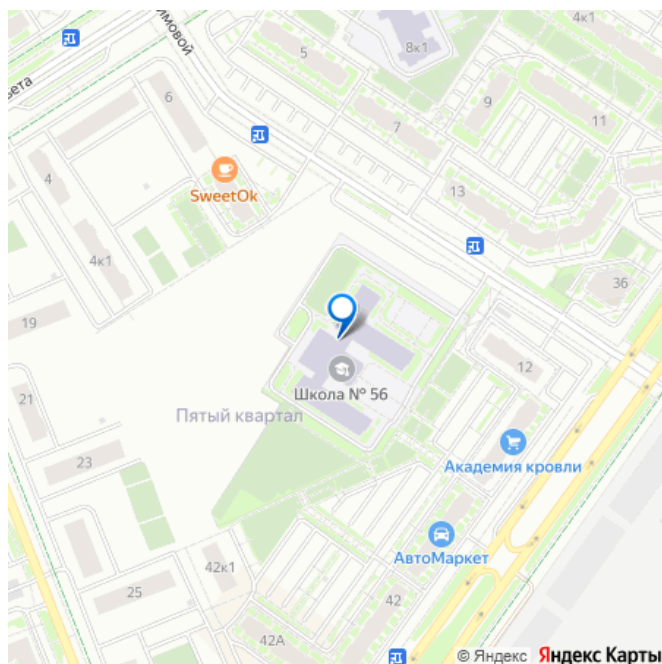 имовой
4к1
5
8к1
вета
6
9
11
7
4
SweetOk
13
4к1
36
19
12
Школа № 56
21
Пятый квартал
23
Академия кровли
АвтоМаркет
42к1
25
42
42А
© Яндекс Яндекс Карты